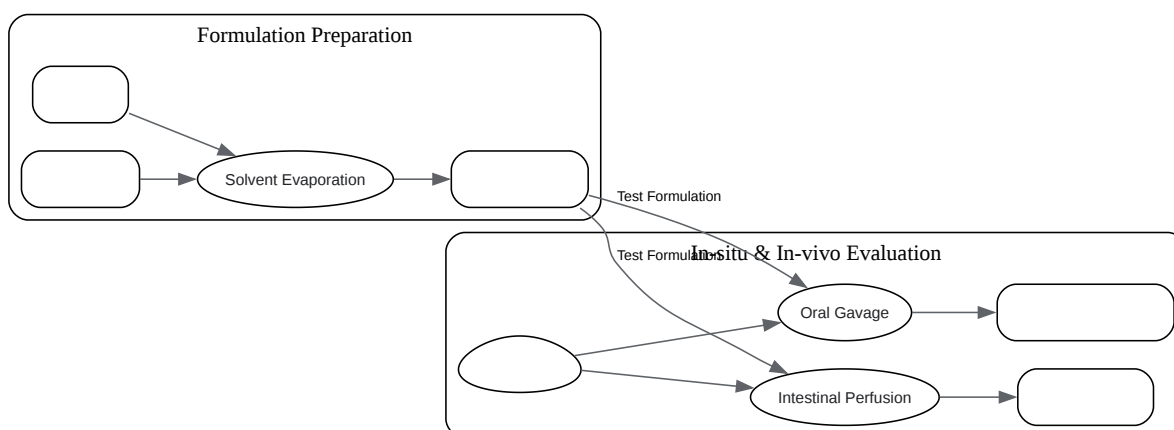 Formulation Preparation
Solvent Evaporation
Test Formulation
Test Formulation
In-situ & In-vivo Evaluation
Oral Gavage
Intestinal Perfusion